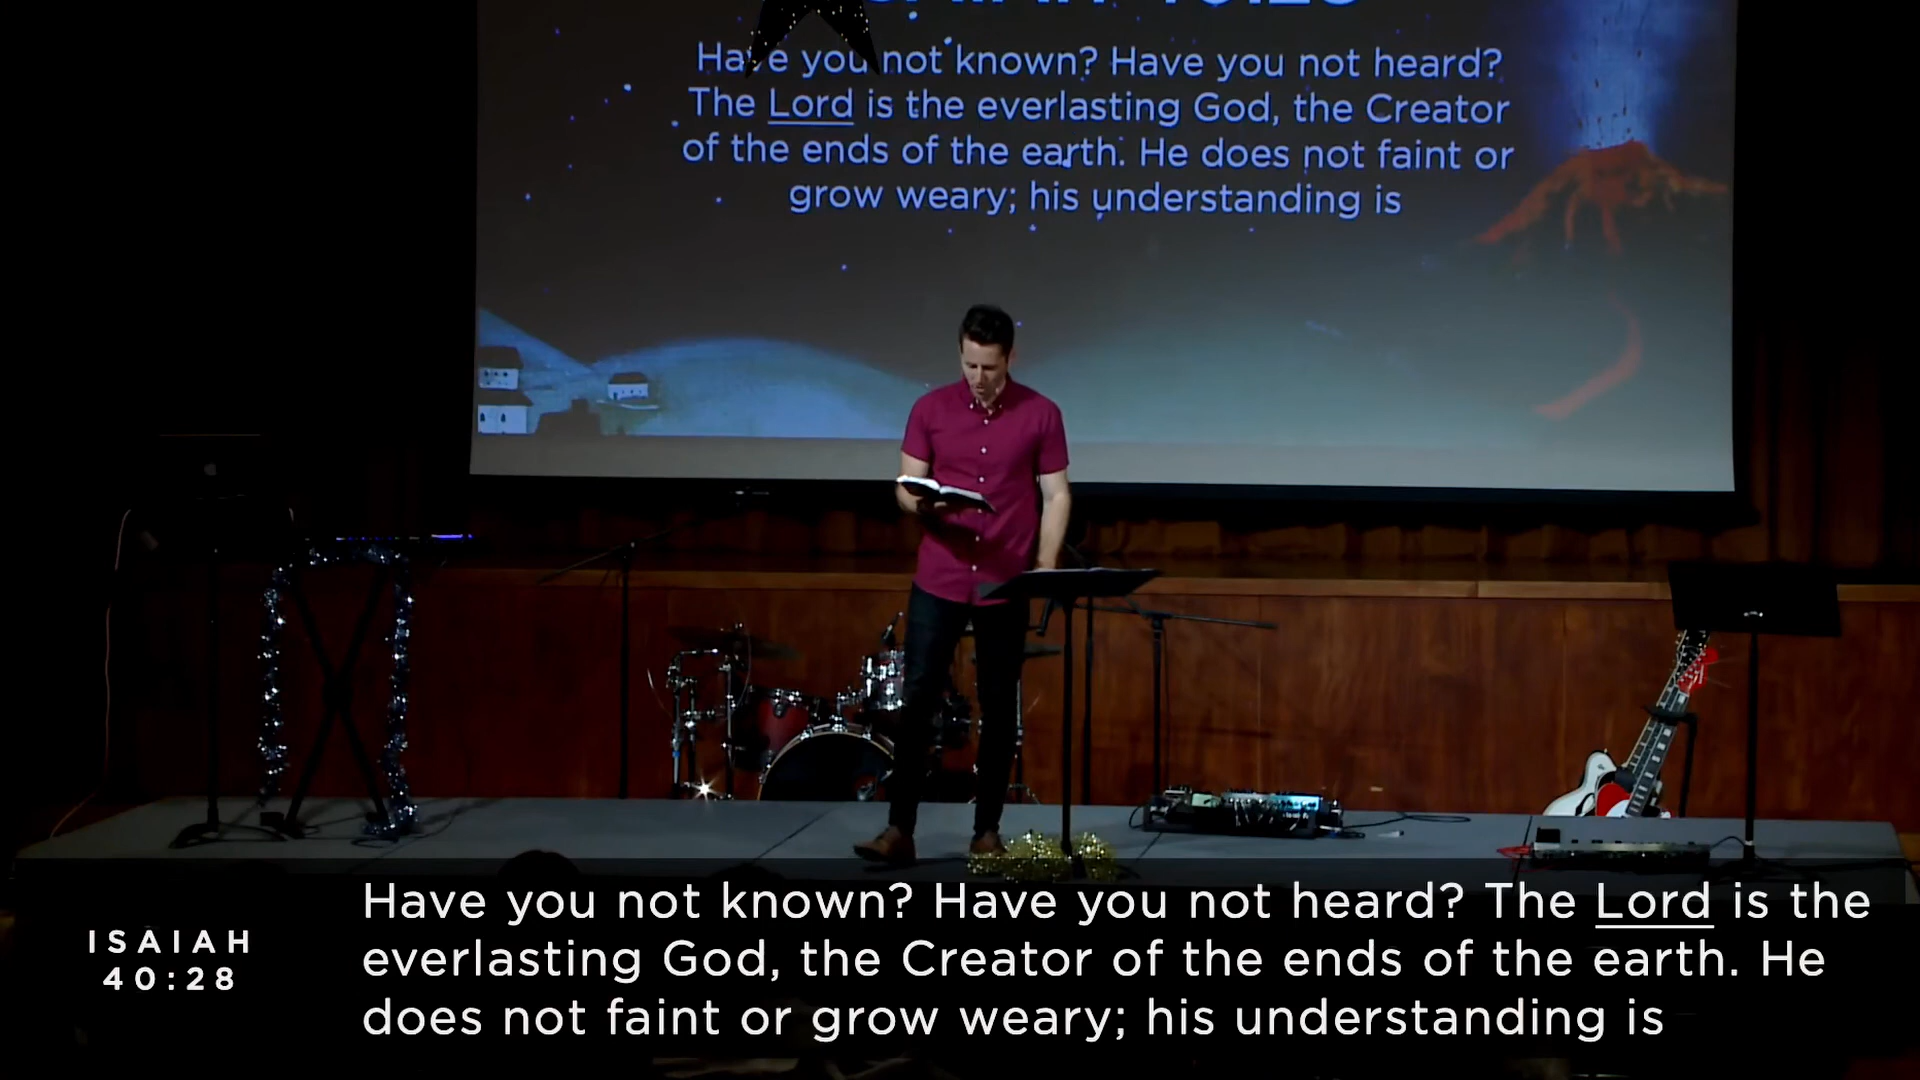 Have you not known? Have you not heard?
The Lord is the everlasting God, the Creator
of the ends of the earth. He does not faint or
grow weary; his understanding is
ISAIAH
40:28
Have you not known? Have you not heard? The Lord is the
everlasting God, the Creator of the ends of the earth. He
does not faint or grow weary; his understanding is